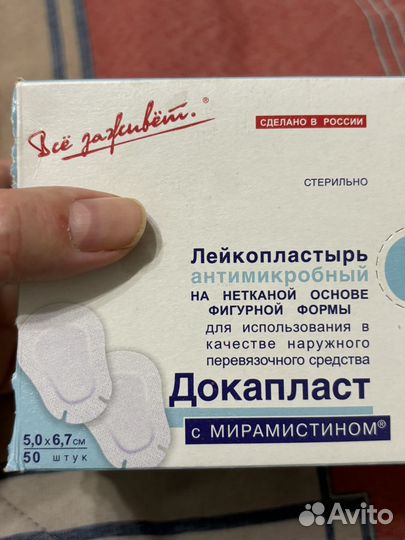 Всё заживёт.®
СДЕЛАНО В РОССИИ
СТЕРИЛЬНО
Лейкопластырь
антимикробный
НА НЕТКАНОЙ ОСНОВЕ
ФИГУРНОЙ ФОРМЫ
для использования в
качестве наружного
перевязочного средства
Докапласт
с МИРАМИСТИНОМ®
5,0 х 6,7 см
50 штук
Avito